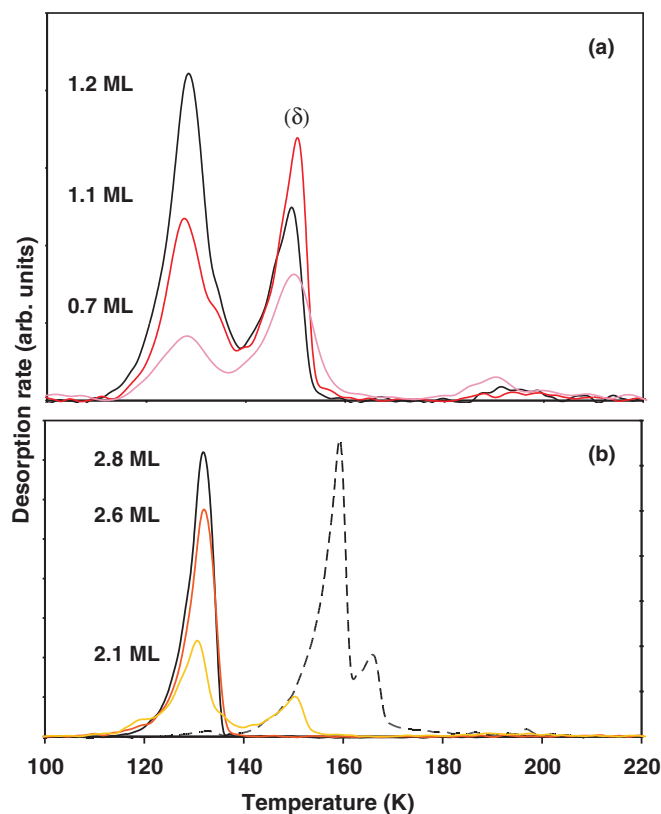 (a)
1.2 ML
(δ)
1.1 ML
0.7 ML
Desorption rate (arb. units)
(b)
2.8 ML
2.6 ML
2.1 ML
100 120 140 160 180 200 220
Temperature (K)